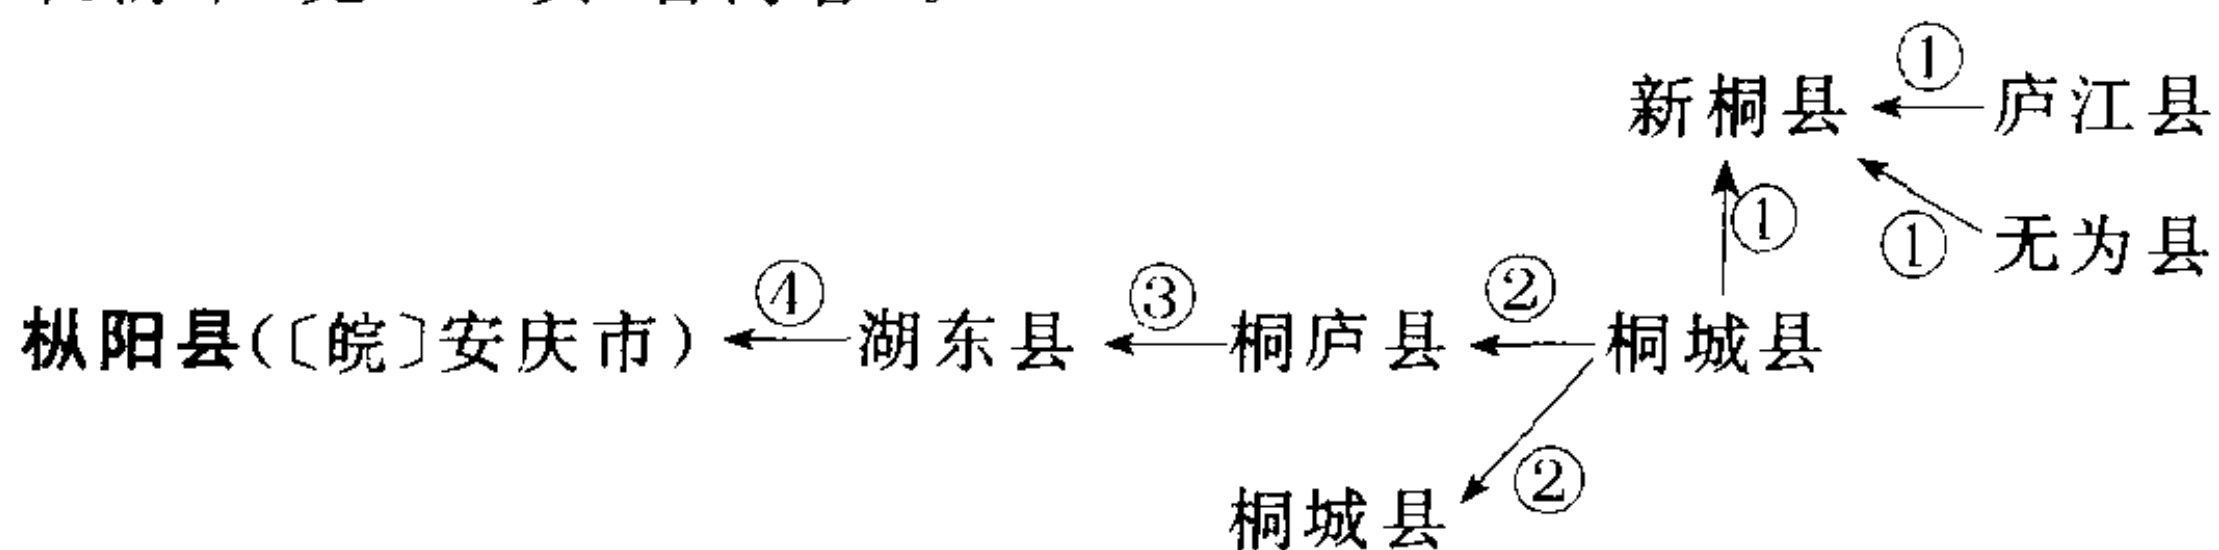 ①
新桐县 庐江县
① ① 无为县
④ ③ ②
枞阳县(〔皖〕安庆市) 湖东县 桐庐县 桐城县
②
桐城县